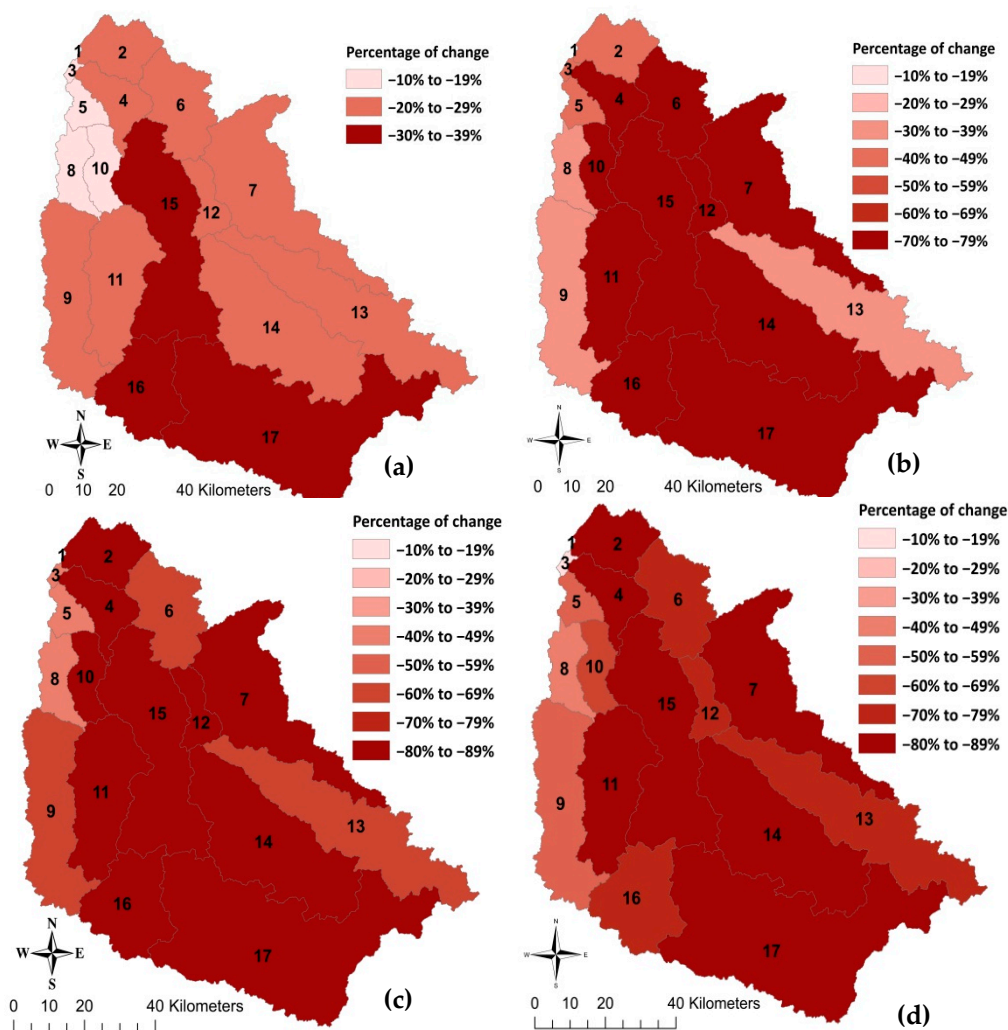 Percentage of change
−10% to −19%
−20% to −29%
−30% to −39%
1
2
3
4
5
6
7
8
10
15
12
9
11
13
14
16
17
N
W E
S
(a)
0 10 20 40 Kilometers
Percentage of change
−10% to −19%
−20% to −29%
−30% to −39%
−40% to −49%
−50% to −59%
−60% to −69%
−70% to −79%
1
2
3
4
5
6
7
8
10
15
12
9
11
13
14
16
17
N
W E
S
(b)
0 10 20 40 Kilometers
Percentage of change
−10% to −19%
−20% to −29%
−30% to −39%
−40% to −49%
−50% to −59%
−60% to −69%
−70% to −79%
−80% to −89%
1
2
3
4
5
6
7
8
10
15
12
9
11
13
14
16
17
N
W E
S
(c)
0 10 20 40 Kilometers
Percentage of change
−10% to −19%
−20% to −29%
−30% to −39%
−40% to −49%
−50% to −59%
−60% to −69%
−70% to −79%
−80% to −89%
1
2
3
4
5
6
7
8
10
15
12
9
11
13
14
16
17
N
W E
S
(d)
0 10 20 40 Kilometers